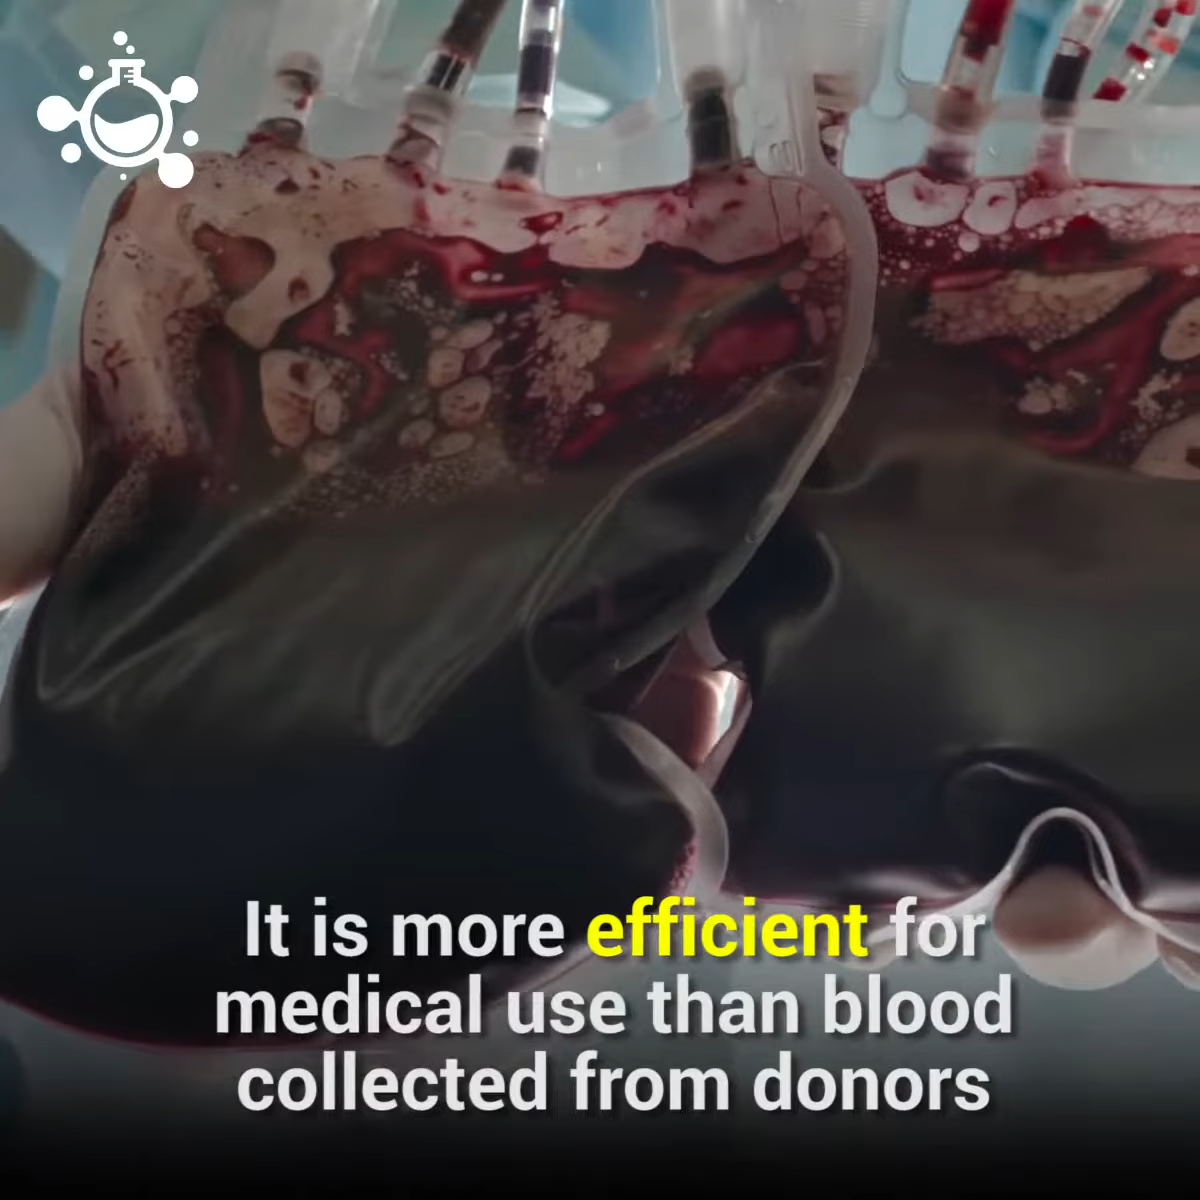 It is more efficient for
medical use than blood
collected from donors